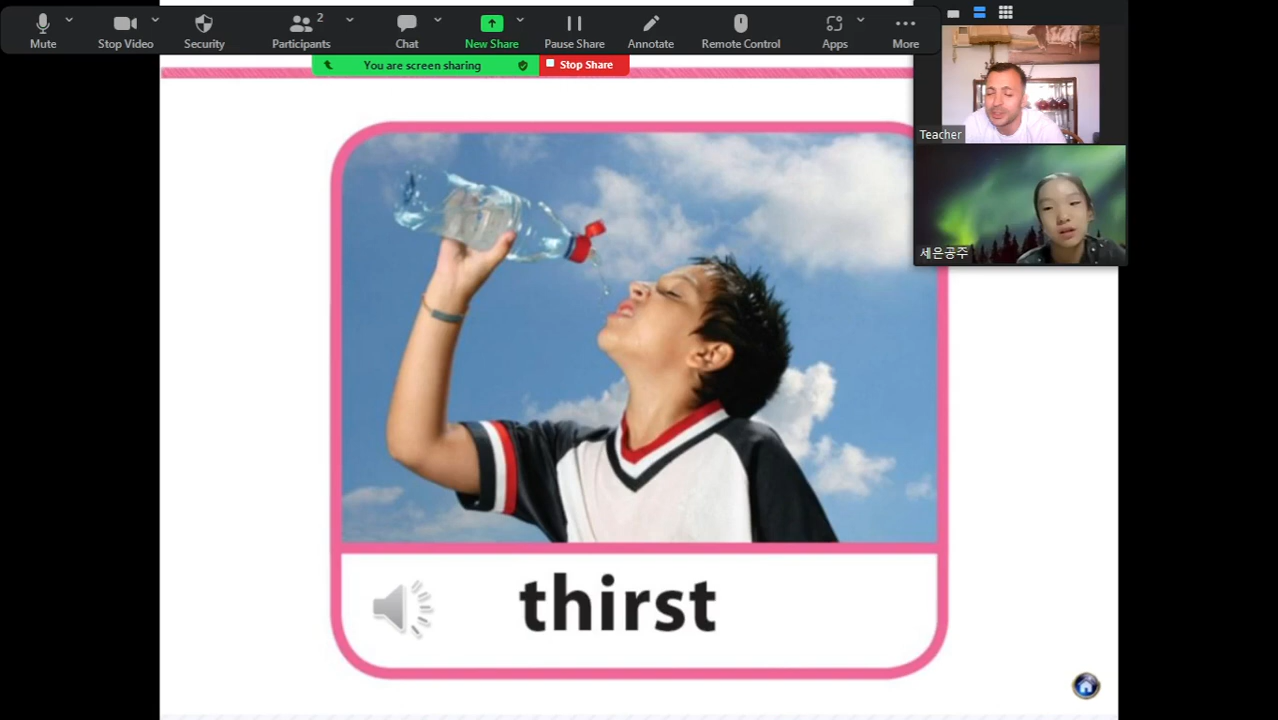 Mute Stop Video Security Participants 2 Chat New Share Pause Share Annotate Remote Control Apps More
You are screen sharing Stop Share
Teacher
세은공주
thirst